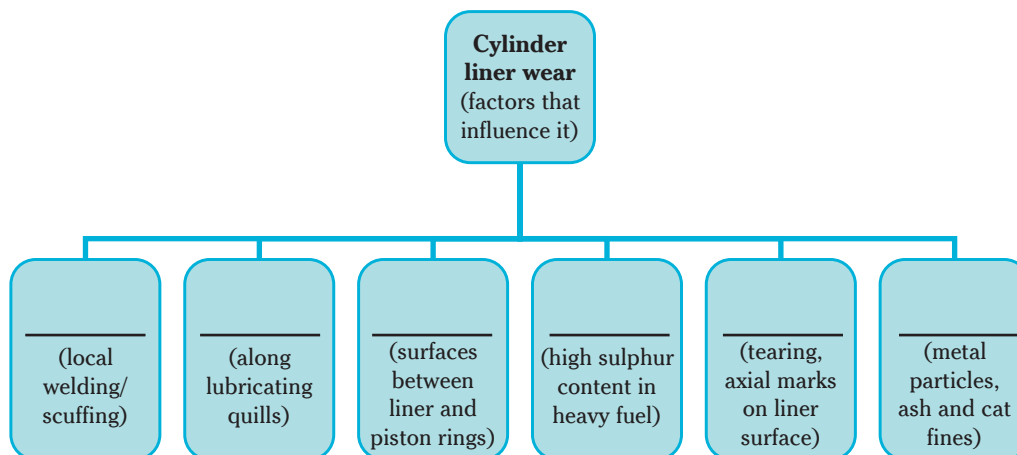 Cylinder
liner wear
(factors that
influence it)
(local
welding/
scuffing)
(along
lubricating
quills)
(surfaces
between
liner and
piston rings)
(high sulphur
content in
heavy fuel)
(tearing,
axial marks
on liner
surface)
(metal
particles,
ash and cat
fines)